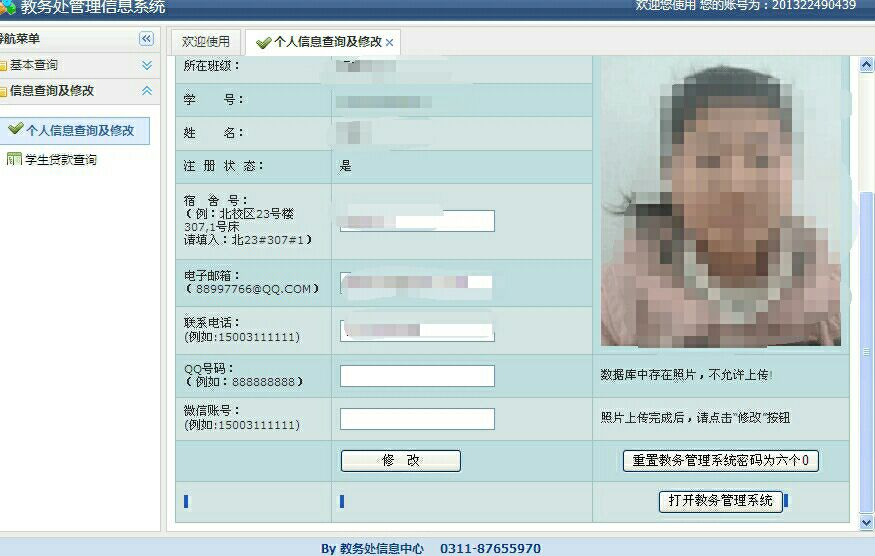 教务处管理信息系统
欢迎您使用 您的账号为：201322490439
导航菜单
欢迎使用
个人信息查询及修改
基本查询
信息查询及修改
个人信息查询及修改
学生贷款查询
所在班级：
学 号：
姓 名：
注 册 状 态：
是
宿 舍 号：
（例：北校区23号楼
307,1号床
请填入：北23#307#1）
电子邮箱：
（88997766@QQ.COM）
联系电话：
(例如:15003111111)
QQ号码：
（例如：888888888）
数据库中存在照片，不允许上传!
微信账号：
(例如:15003111111)
照片上传完成后，请点击“修改”按钮
修 改
重置教务管理系统密码为六个0
打开教务管理系统
By 教务处信息中心 0311-87655970